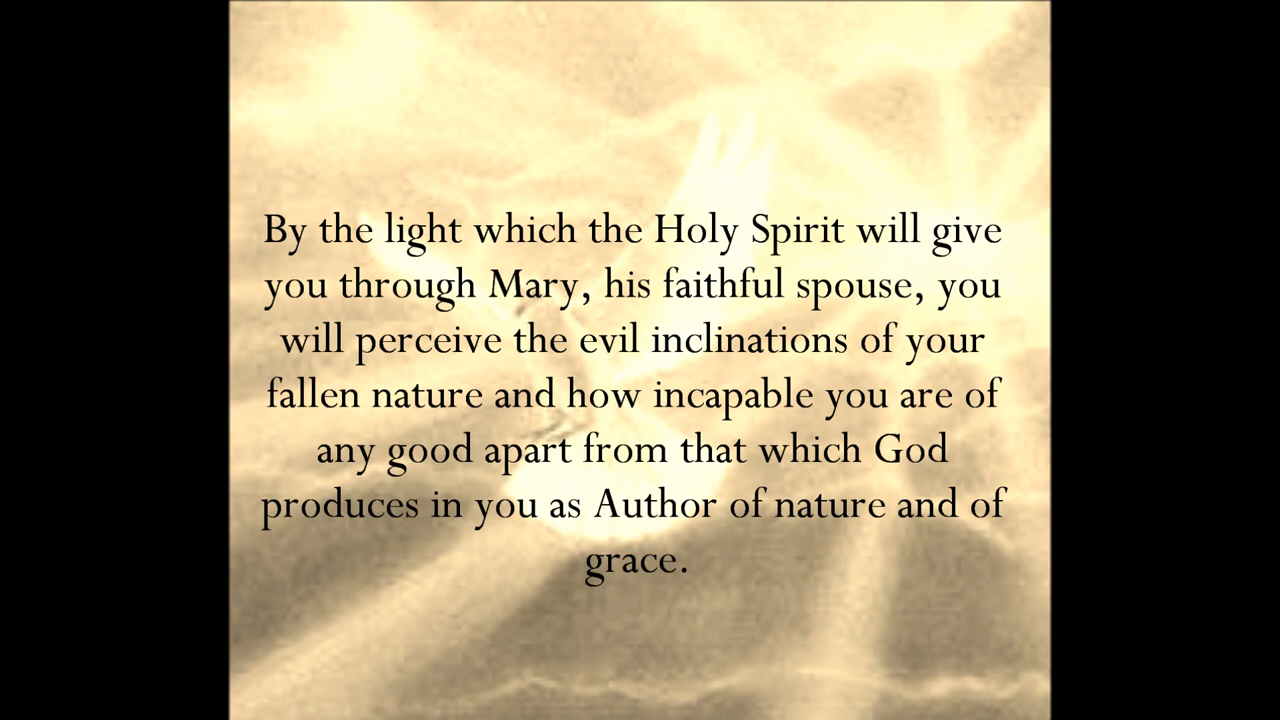 By the light which the Holy Spirit will give
you through Mary, his faithful spouse, you
will perceive the evil inclinations of your
fallen nature and how incapable you are of
any good apart from that which God
produces in you as Author of nature and of
grace.